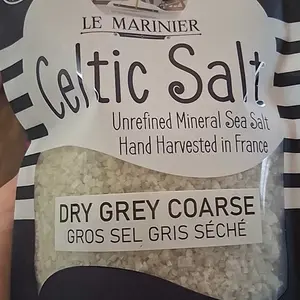 LE MARINIER
Celtic Salt
Unrefined Mineral Sea Salt
Hand Harvested in France
DRY GREY COARSE
GROS SEL GRIS SÉCHÉ